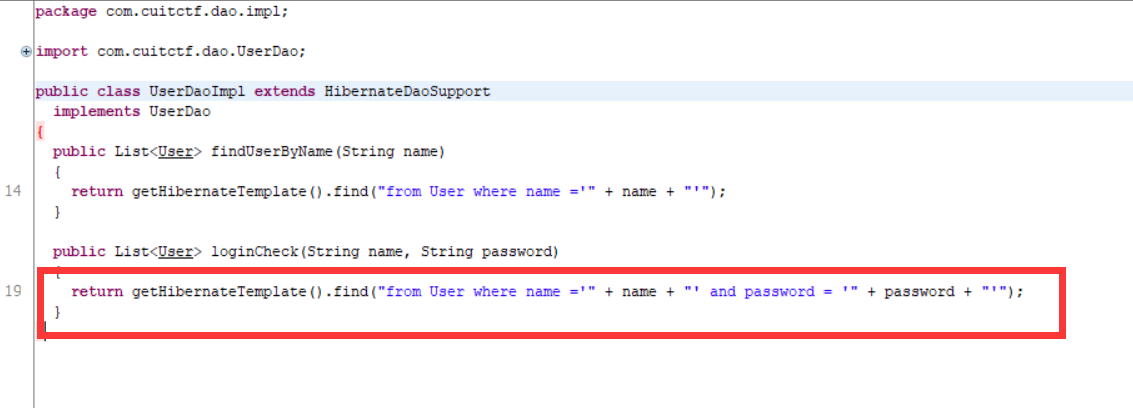 package com.cuitctf.dao.impl;
import com.cuitctf.dao.UserDao;
public class UserDaoImpl extends HibernateDaoSupport
implements UserDao
{
public List<User> findUserByName(String name)
{
14 return getHibernateTemplate().find("from User where name ='" + name + "'");
}
public List<User> loginCheck(String name, String password)
{
19 return getHibernateTemplate().find("from User where name ='" + name + "' and password = '" + password + "'");
}